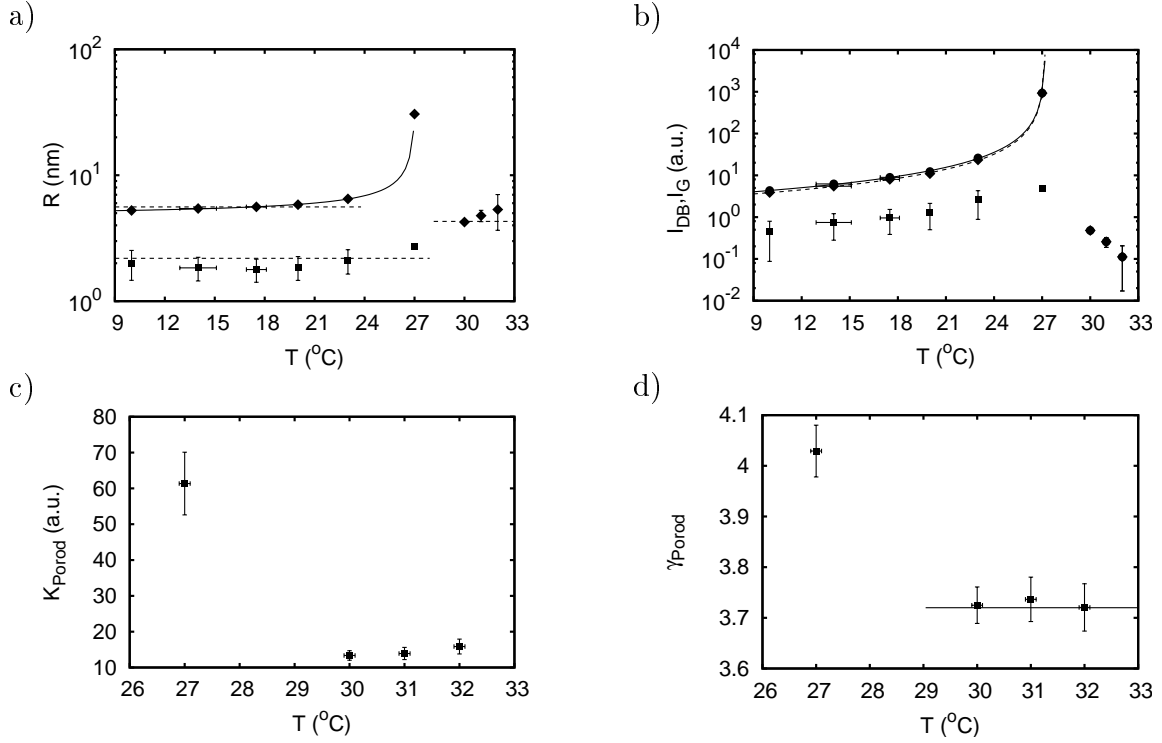 a)
10^2
10^1
10^0
R (nm)
9 12 15 18 21 24 27 30 33
T (°C)
b)
10^4
10^3
10^2
10^1
10^0
10^-1
10^-2
I_DB,I_G (a.u.)
9 12 15 18 21 24 27 30 33
T (°C)
c)
80
70
60
50
40
30
20
10
K_Porod (a.u.)
26 27 28 29 30 31 32 33
T (°C)
d)
4.1
4
3.9
3.8
3.7
3.6
γ_Porod
26 27 28 29 30 31 32 33
T (°C)